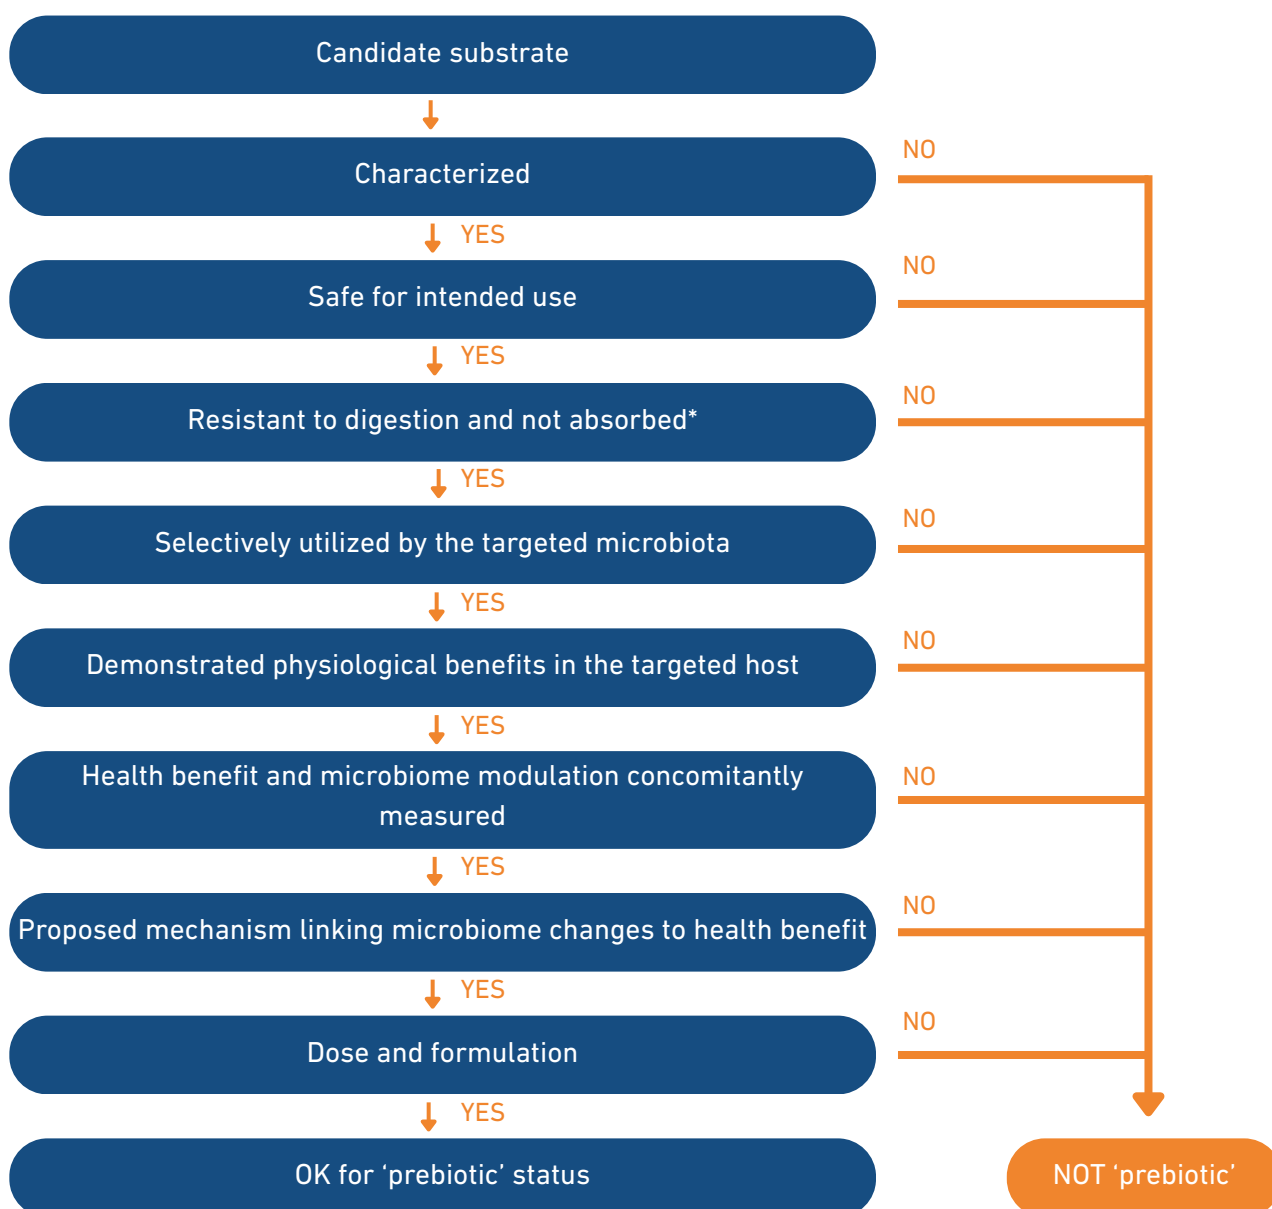 Candidate substrate
Characterized
NO
YES
Safe for intended use
NO
YES
Resistant to digestion and not absorbed*
NO
YES
Selectively utilized by the targeted microbiota
NO
YES
Demonstrated physiological benefits in the targeted host
NO
YES
Health benefit and microbiome modulation concomitantly
measured
NO
YES
Proposed mechanism linking microbiome changes to health benefit
NO
YES
Dose and formulation
NO
YES
OK for ‘prebiotic’ status
NOT ‘prebiotic’